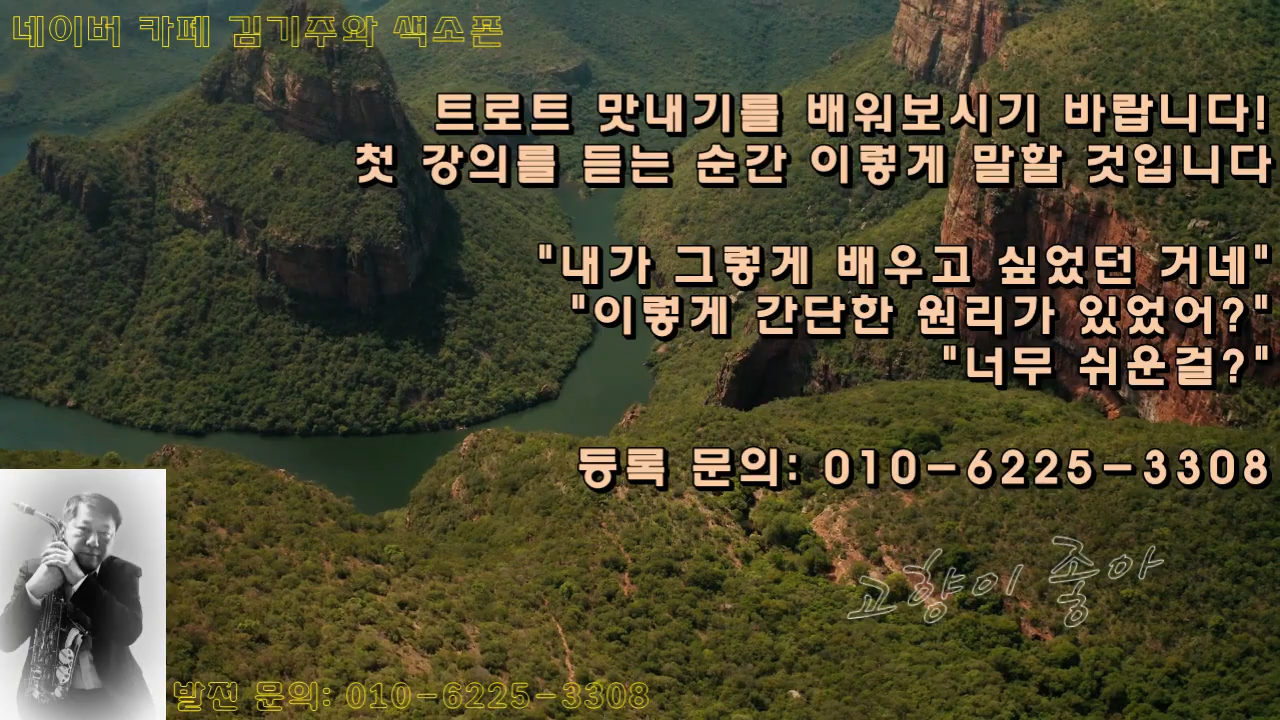 네이버 카페 김기주와 색소폰
트로트 맛내기를 배워보시기 바랍니다!
첫 강의를 듣는 순간 이렇게 말할 것입니다
"내가 그렇게 배우고 싶었던 거네"
"이렇게 간단한 원리가 있었어?"
"너무 쉬운걸?"
등록 문의: 010-6225-3308
고향이 좋아
발전 문의: 010-6225-3308